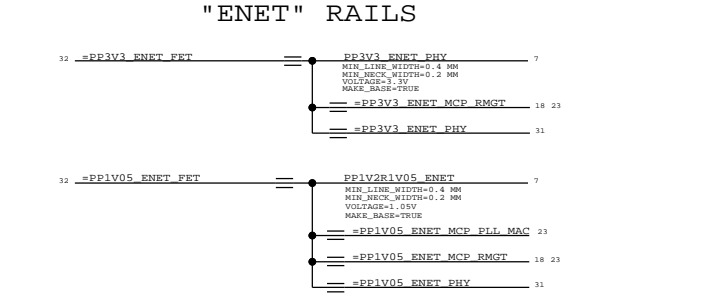 "ENET" RAILS
32 =PP3V3_ENET_FET PP3V3_ENET_PHY 7
MIN_LINE_WIDTH=0.4 MM
MIN_NECK_WIDTH=0.2 MM
VOLTAGE=3.3V
MAKE_BASE=TRUE
=PP3V3_ENET_MCP_RMGT 18 23
=PP3V3_ENET_PHY 31
32 =PP1V05_ENET_FET PP1V2R1V05_ENET 7
MIN_LINE_WIDTH=0.4 MM
MIN_NECK_WIDTH=0.2 MM
VOLTAGE=1.05V
MAKE_BASE=TRUE
=PP1V05_ENET_MCP_PLL_MAC 23
=PP1V05_ENET_MCP_RMGT 18 23
=PP1V05_ENET_PHY 31